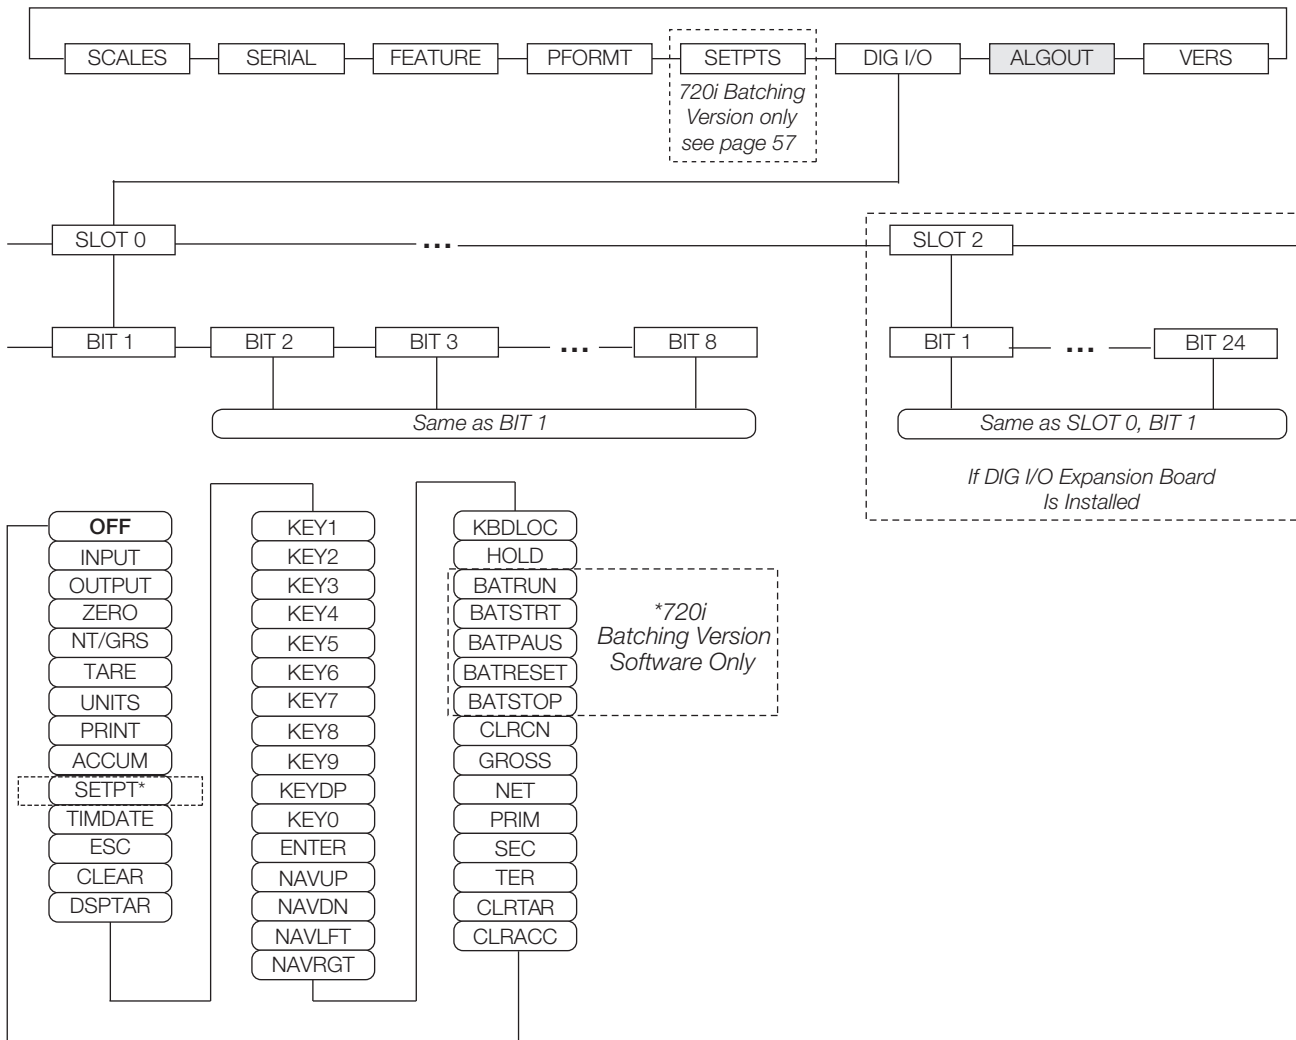 SCALES
SERIAL
FEATURE
PFORMT
SETPTS
DIG I/O
ALGOUT
VERS
720i Batching
Version only
see page 57
SLOT 0
...
SLOT 2
BIT 1
BIT 2
BIT 3
...
BIT 8
BIT 1
...
BIT 24
Same as BIT 1
Same as SLOT 0, BIT 1
If DIG I/O Expansion Board
Is Installed
OFF
INPUT
OUTPUT
ZERO
NT/GRS
TARE
UNITS
PRINT
ACCUM
SETPT*
TIMDATE
ESC
CLEAR
DSPTAR
KEY1
KEY2
KEY3
KEY4
KEY5
KEY6
KEY7
KEY8
KEY9
KEYDP
KEY0
ENTER
NAVUP
NAVDN
NAVLFT
NAVRGT
KBDLOC
HOLD
BATRUN
BATSTRT
BATPAUS
BATRESET
BATSTOP
CLRCN
GROSS
NET
PRIM
SEC
TER
CLRTAR
CLRACC
*720i
Batching Version
Software Only